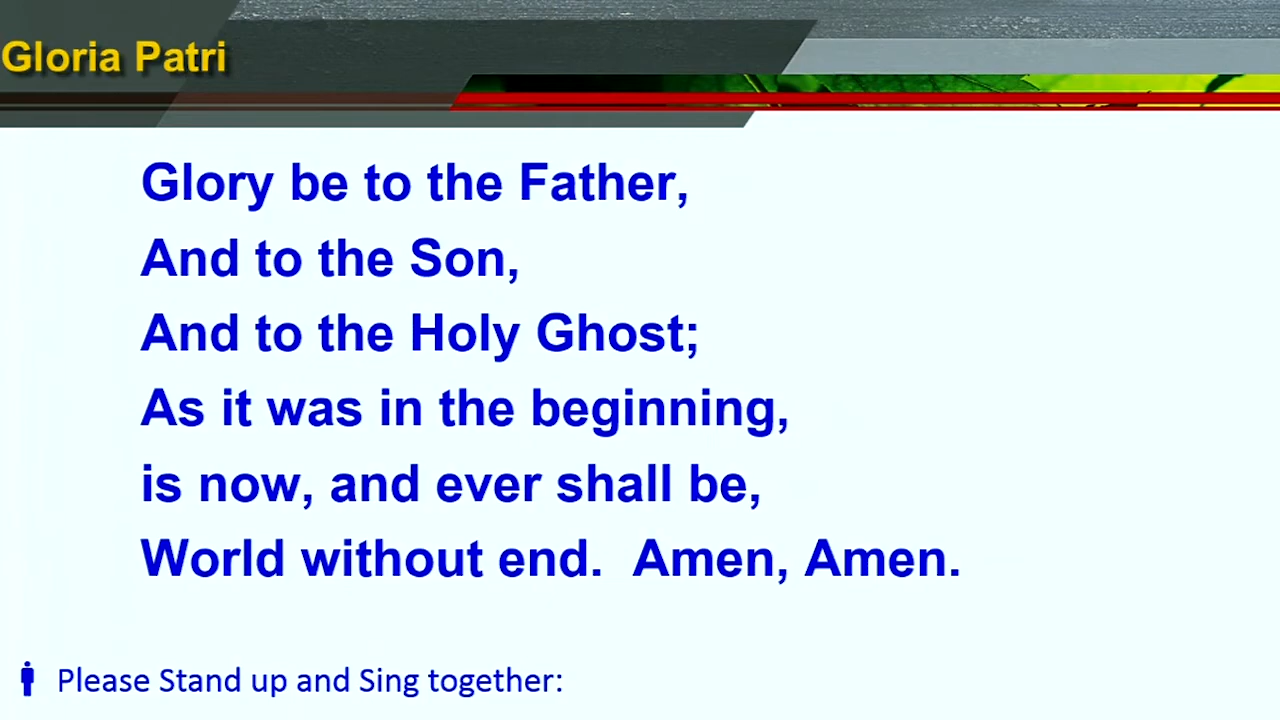 Gloria Patri
Glory be to the Father,
And to the Son,
And to the Holy Ghost;
As it was in the beginning,
is now, and ever shall be,
World without end.  Amen, Amen.
Please Stand up and Sing together: